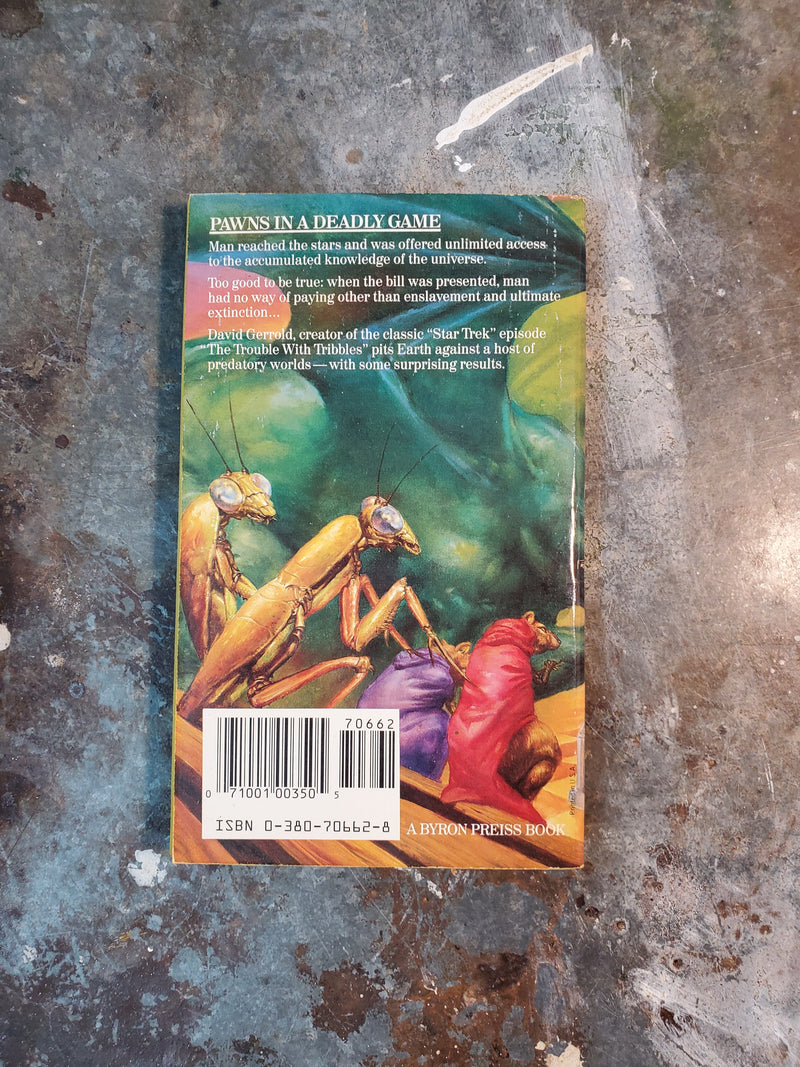 PAWNS IN A DEADLY GAME
Man reached the stars and was offered unlimited access
to the accumulated knowledge of the universe.
Too good to be true: when the bill was presented, man
had no way of paying other than enslavement and ultimate
extinction...
David Gerrold, creator of the classic “Star Trek” episode
“The Trouble With Tribbles” pits Earth against a host of
predatory worlds—with some surprising results.
70662
0 71001 00350 5
ISBN 0-380-70662-8
A BYRON PREISS BOOK
Printed in U.S.A.